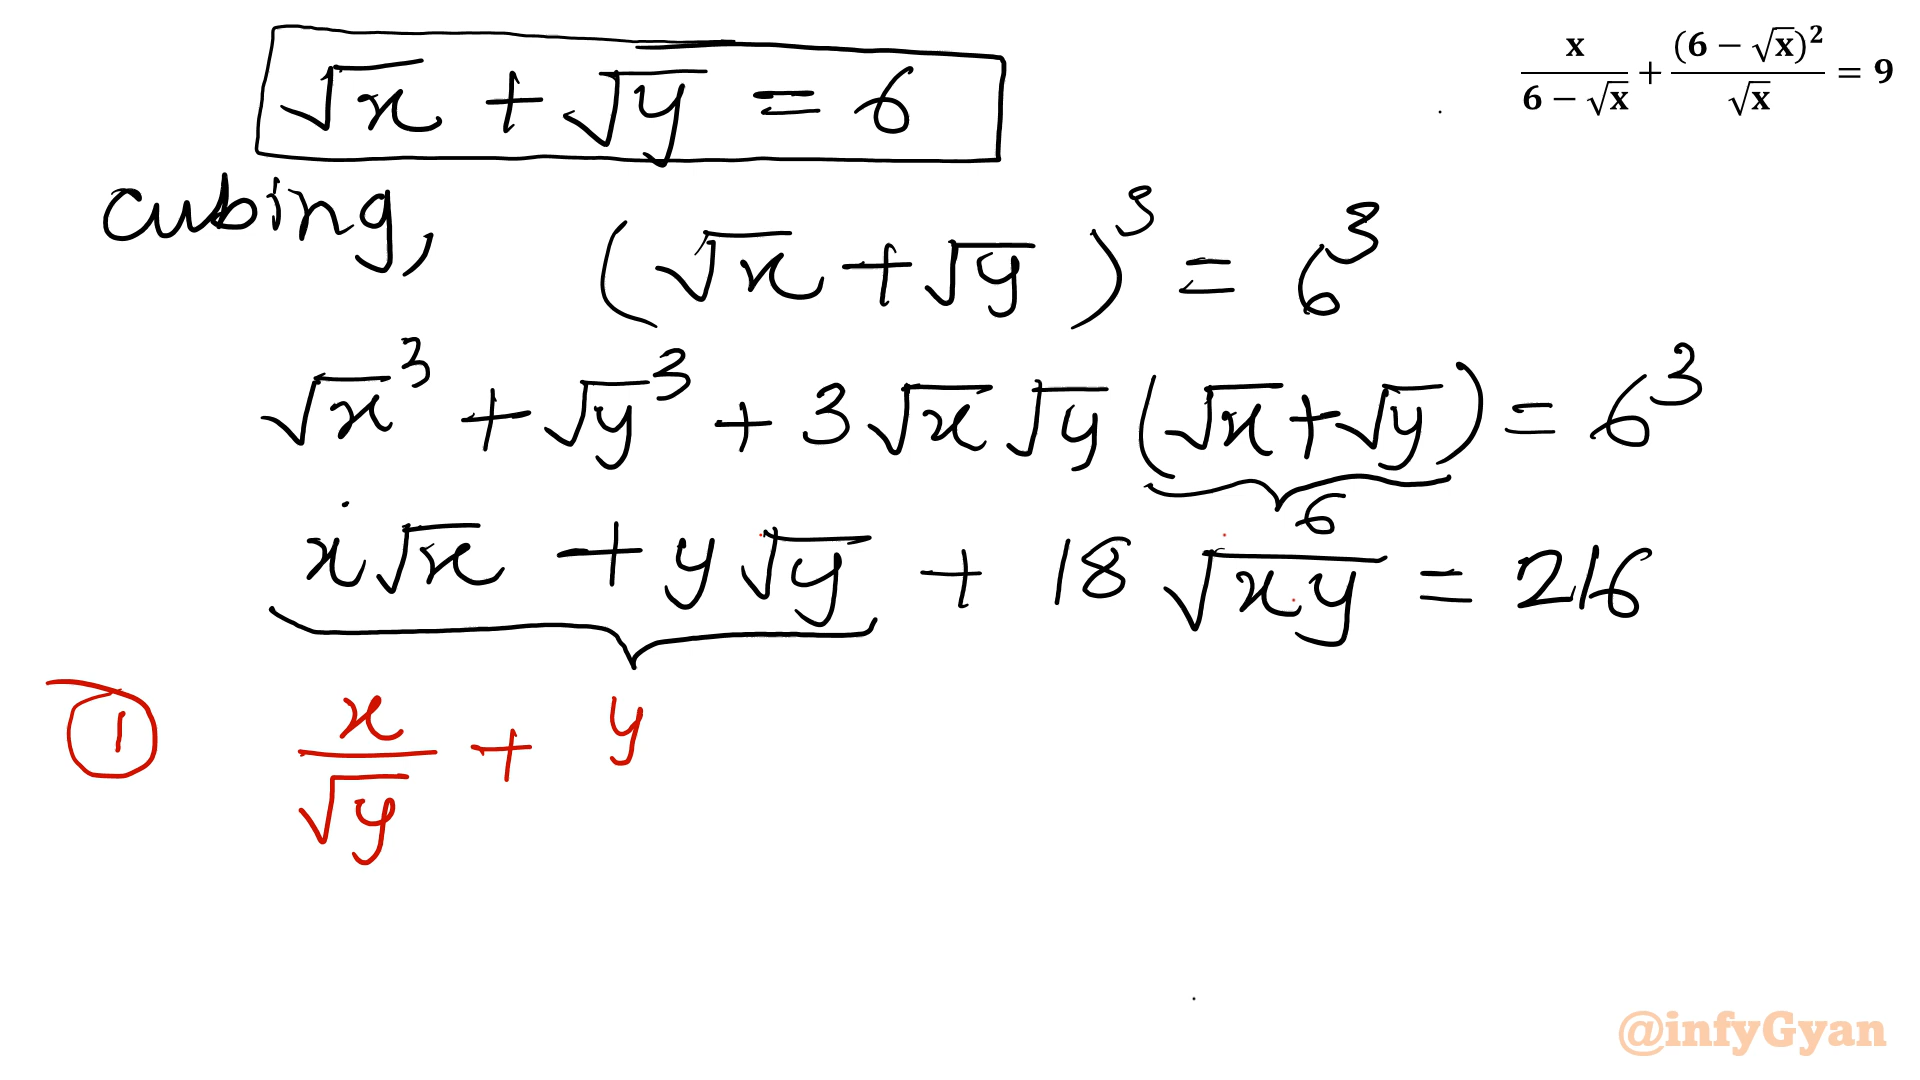 √x + √y = 6
x/(6 − √x) + (6 − √x)²/√x = 9
cubing, (√x + √y)³ = 6³
√x³ + √y³ + 3√x√y(√x + √y) = 6³
6
x√x + y√y + 18√xy = 216
① x/√y + y
@infyGyan